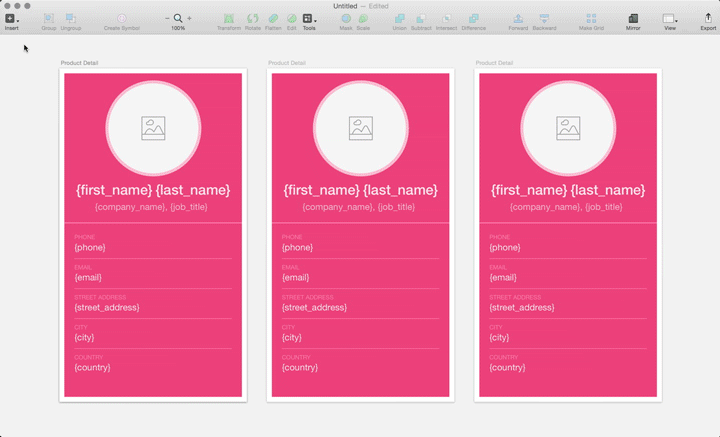 Untitled — Edited
Insert Group Ungroup Create Symbol 100% Transform Rotate Flatten Edit Tools Mask Scale Union Subtract Intersect Difference Forward Backward Make Grid Mirror View Export
Product Detail
{first_name} {last_name}
{company_name}, {job_title}
PHONE
{phone}
EMAIL
{email}
STREET ADDRESS
{street_address}
CITY
{city}
COUNTRY
{country}
Product Detail
{first_name} {last_name}
{company_name}, {job_title}
PHONE
{phone}
EMAIL
{email}
STREET ADDRESS
{street_address}
CITY
{city}
COUNTRY
{country}
Product Detail
{first_name} {last_name}
{company_name}, {job_title}
PHONE
{phone}
EMAIL
{email}
STREET ADDRESS
{street_address}
CITY
{city}
COUNTRY
{country}